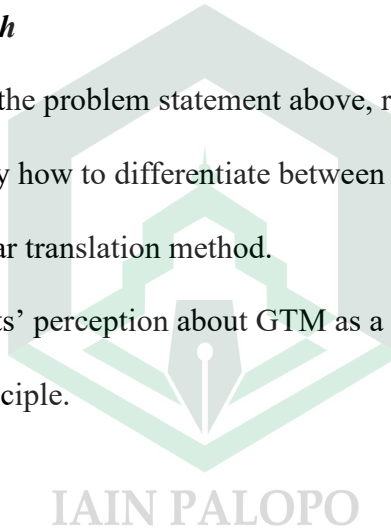 h
the problem statement above, r
y how to differentiate between
ar translation method.
ts’ perception about GTM as a
ciple.
IAIN PALOPO